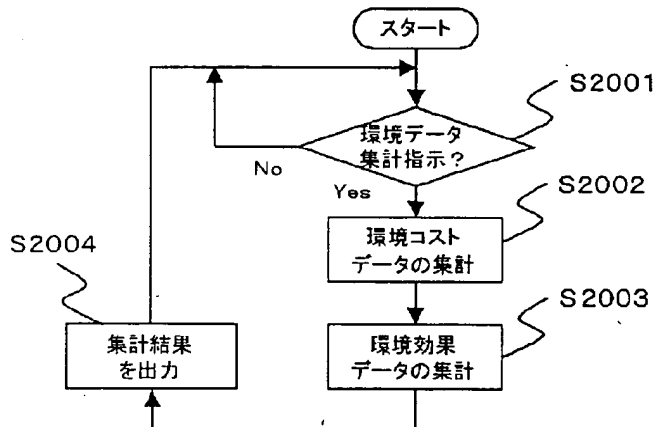 スタート
S2001
環境データ
集計指示？
No
Yes
S2002
環境コスト
データの集計
S2004
S2003
集計結果
を出力
環境効果
データの集計